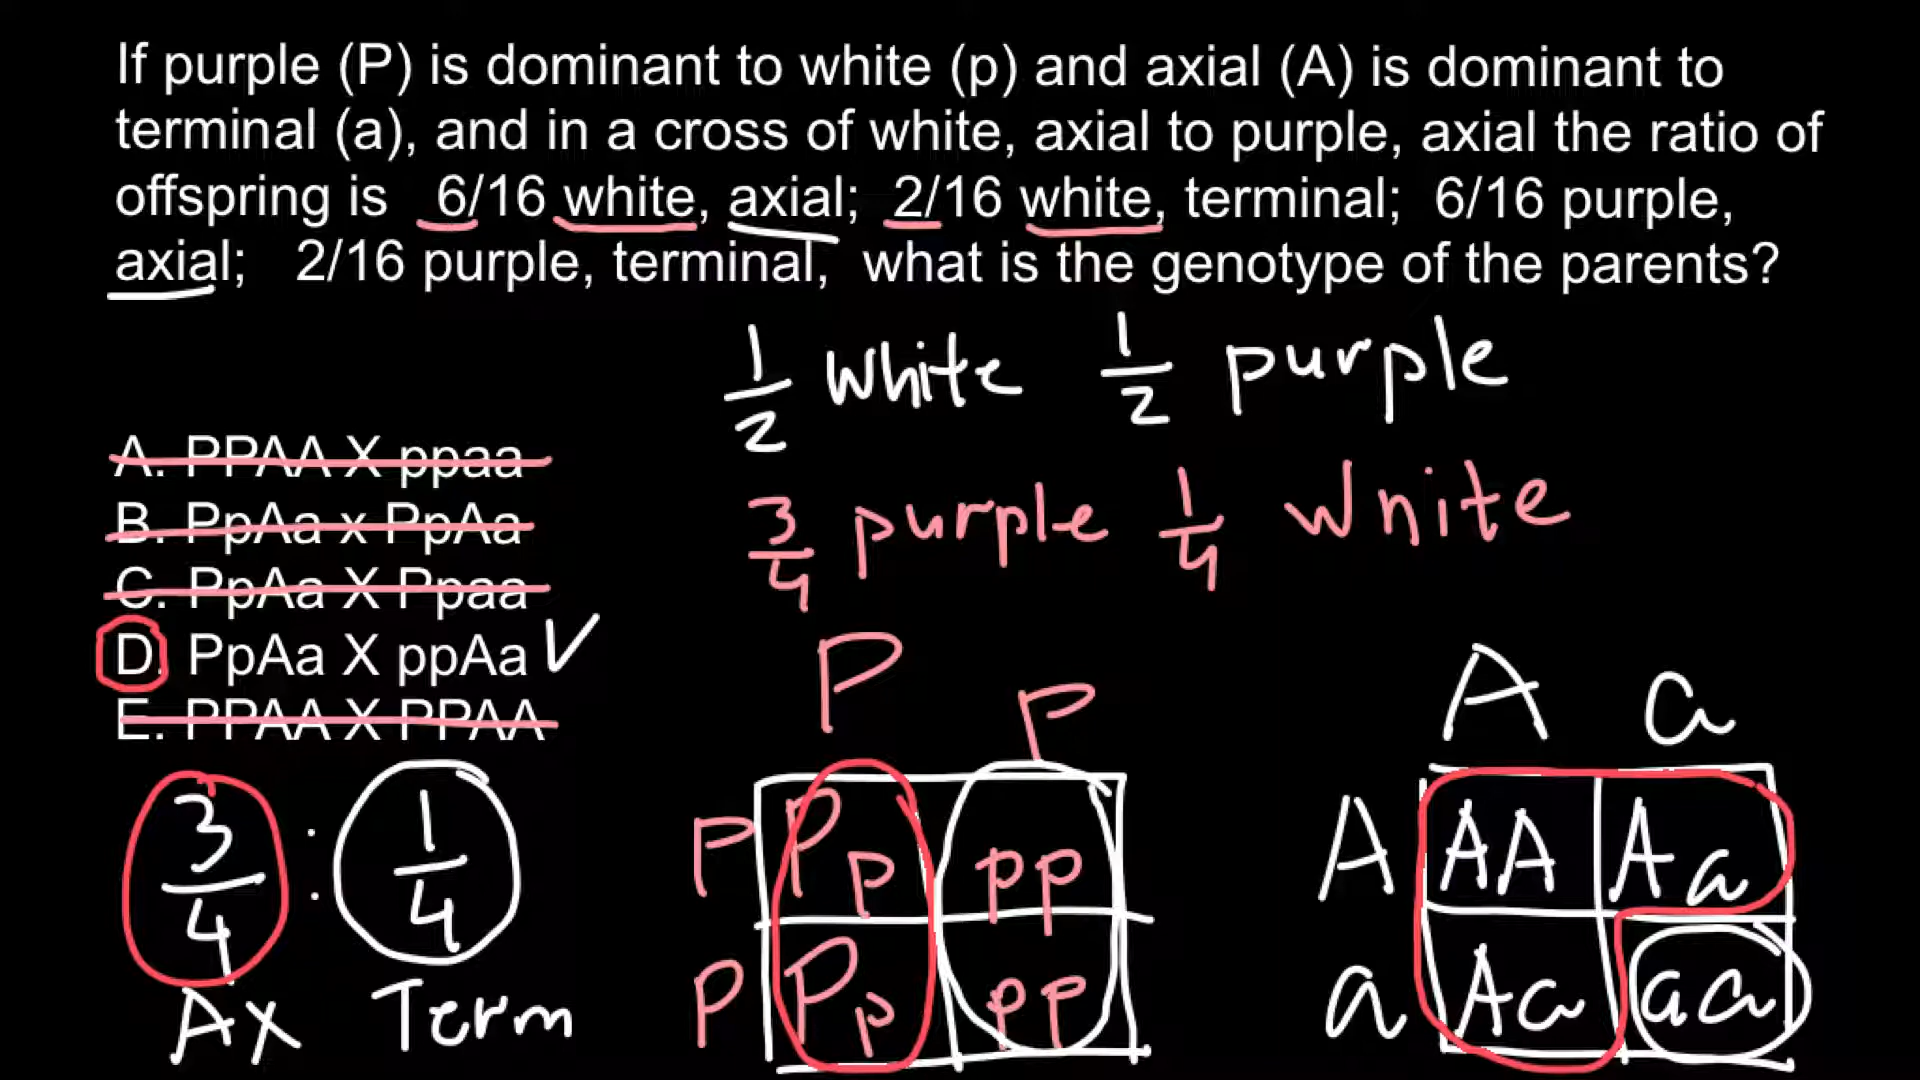 If purple (P) is dominant to white (p) and axial (A) is dominant to
terminal (a), and in a cross of white, axial to purple, axial the ratio of
offspring is 6/16 white, axial; 2/16 white, terminal; 6/16 purple,
axial; 2/16 purple, terminal, what is the genotype of the parents?
1/2 white 1/2 purple
A. PPAA X ppaa
B. PpAa x PpAa
C. PpAa X Ppaa
D. PpAa X ppAa ✓
E. PPAA X PPAA
3/4 purple 1/4 white
3/4 : 1/4
Ax Term
P p
p Pp pp
p Pp pp
A a
A AA Aa
a Aa aa